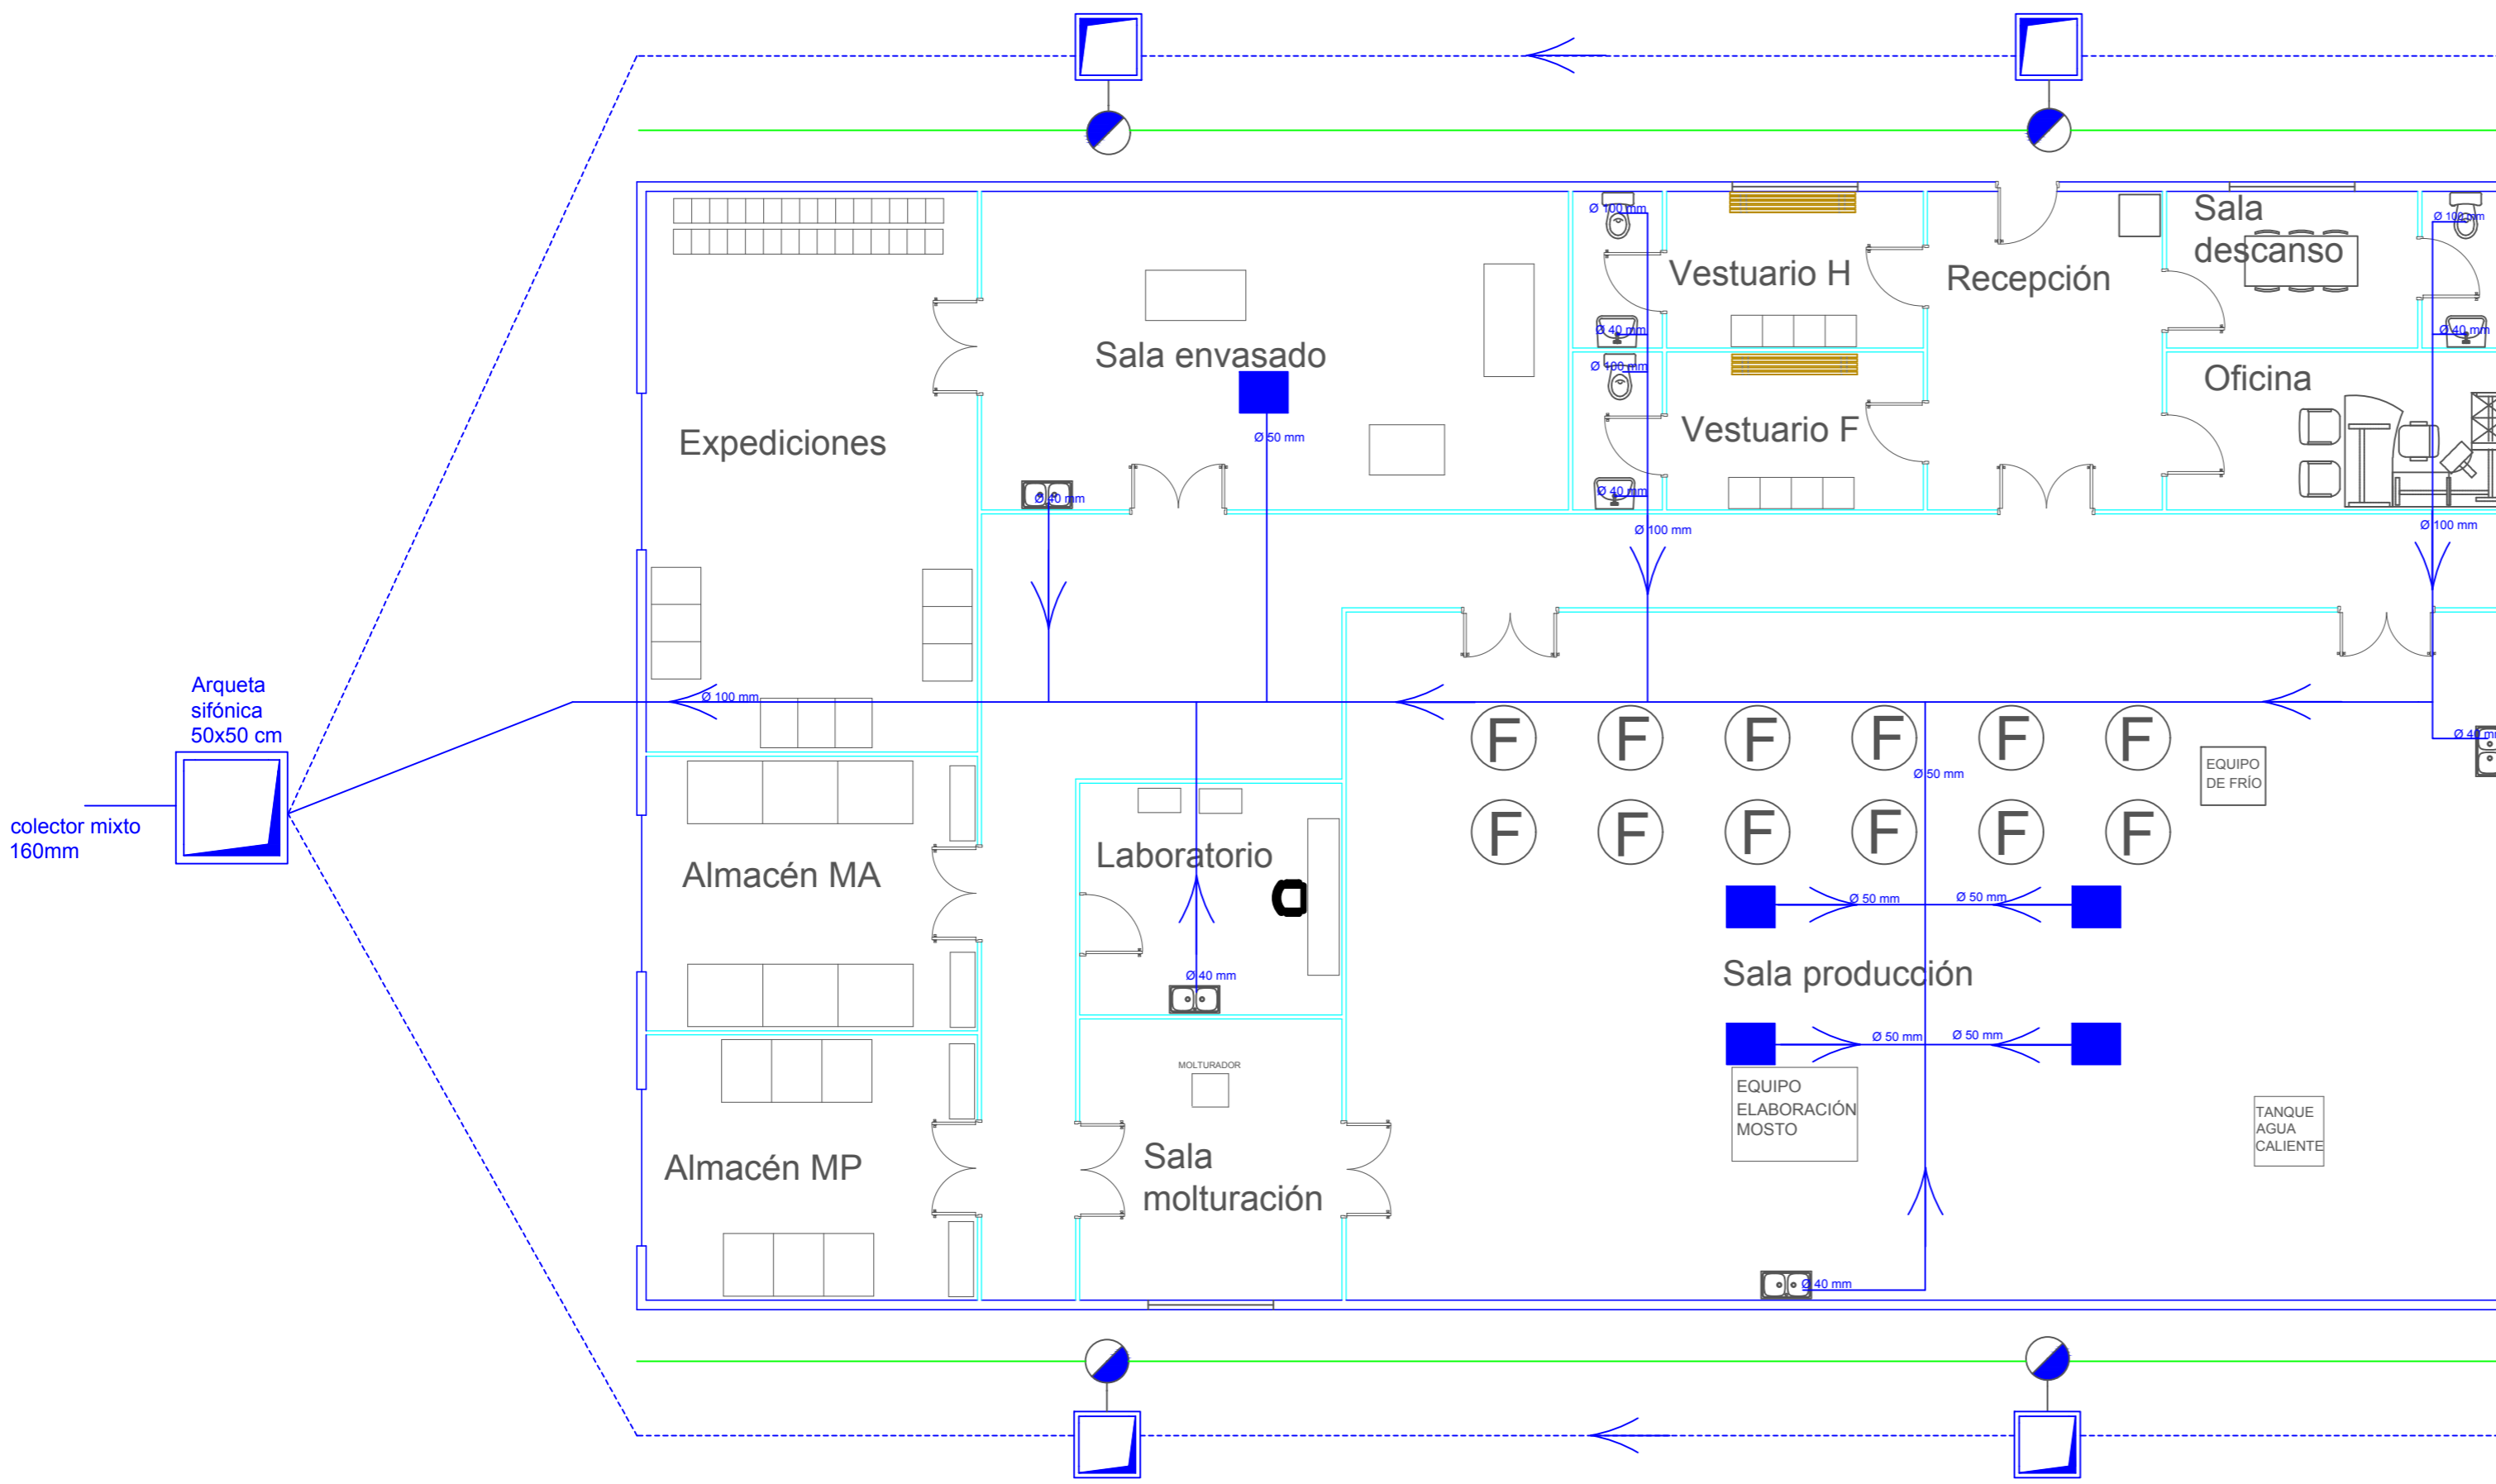 Ø 100 mm
Sala
descanso
Ø 100 mm
Vestuario H
Recepción
Ø 40 mm
Ø 40 mm
Sala envasado
Ø 100 mm
Oficina
Expediciones
Ø 50 mm
Vestuario F
Ø 40 mm
Ø 40 mm
Ø 100 mm
Ø 100 mm
Arqueta
sifónica
50x50 cm
Ø 100 mm
F F F F F F
Ø 40 mm
EQUIPO
DE FRÍO
Ø 50 mm
colector mixto
160mm
F F F F F F
Laboratorio
Almacén MA
Ø 50 mm
Ø 50 mm
Ø 40 mm
Sala producción
Ø 50 mm
Ø 50 mm
MOLTURADOR
EQUIPO
ELABORACIÓN
MOSTO
TANQUE
AGUA
CALIENTE
Almacén MP
Sala
molturación
Ø 40 mm